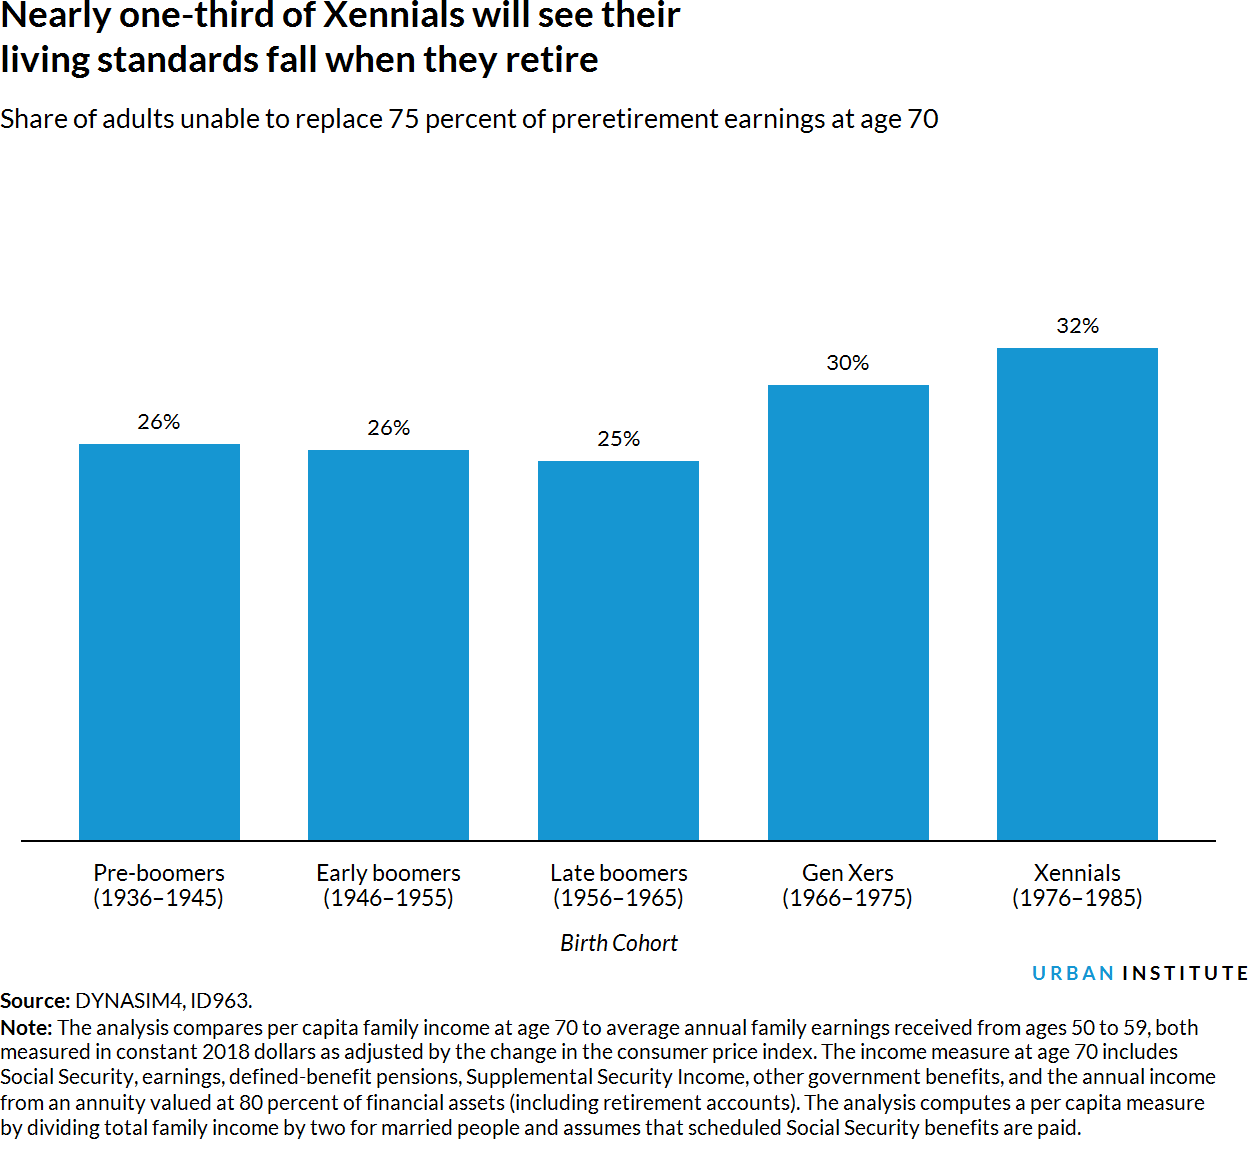 Nearly one-third of Xennials will see their
living standards fall when they retire
Share of adults unable to replace 75 percent of preretirement earnings at age 70
26%
26%
25%
30%
32%
Pre-boomers
(1936–1945)
Early boomers
(1946–1955)
Late boomers
(1956–1965)
Gen Xers
(1966–1975)
Xennials
(1976–1985)
Birth Cohort
URBAN INSTITUTE
Source: DYNASIM4, ID963.
Note: The analysis compares per capita family income at age 70 to average annual family earnings received from ages 50 to 59, both
measured in constant 2018 dollars as adjusted by the change in the consumer price index. The income measure at age 70 includes
Social Security, earnings, defined-benefit pensions, Supplemental Security Income, other government benefits, and the annual income
from an annuity valued at 80 percent of financial assets (including retirement accounts). The analysis computes a per capita measure
by dividing total family income by two for married people and assumes that scheduled Social Security benefits are paid.